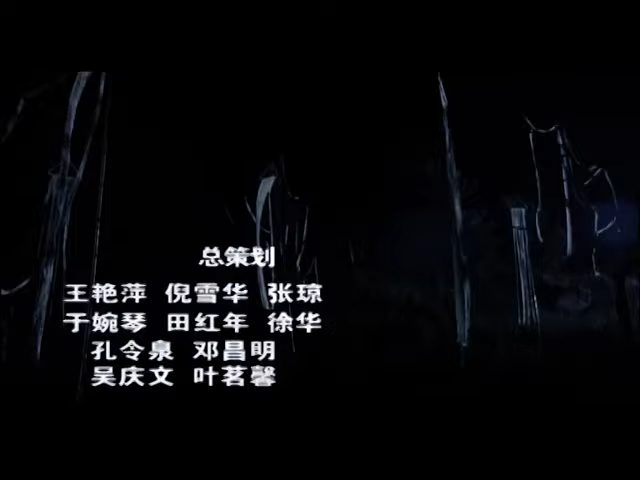 总策划
王艳萍 倪雪华 张琼
于婉琴 田红年 徐华
孔令泉 邓昌明
吴庆文 叶茗馨